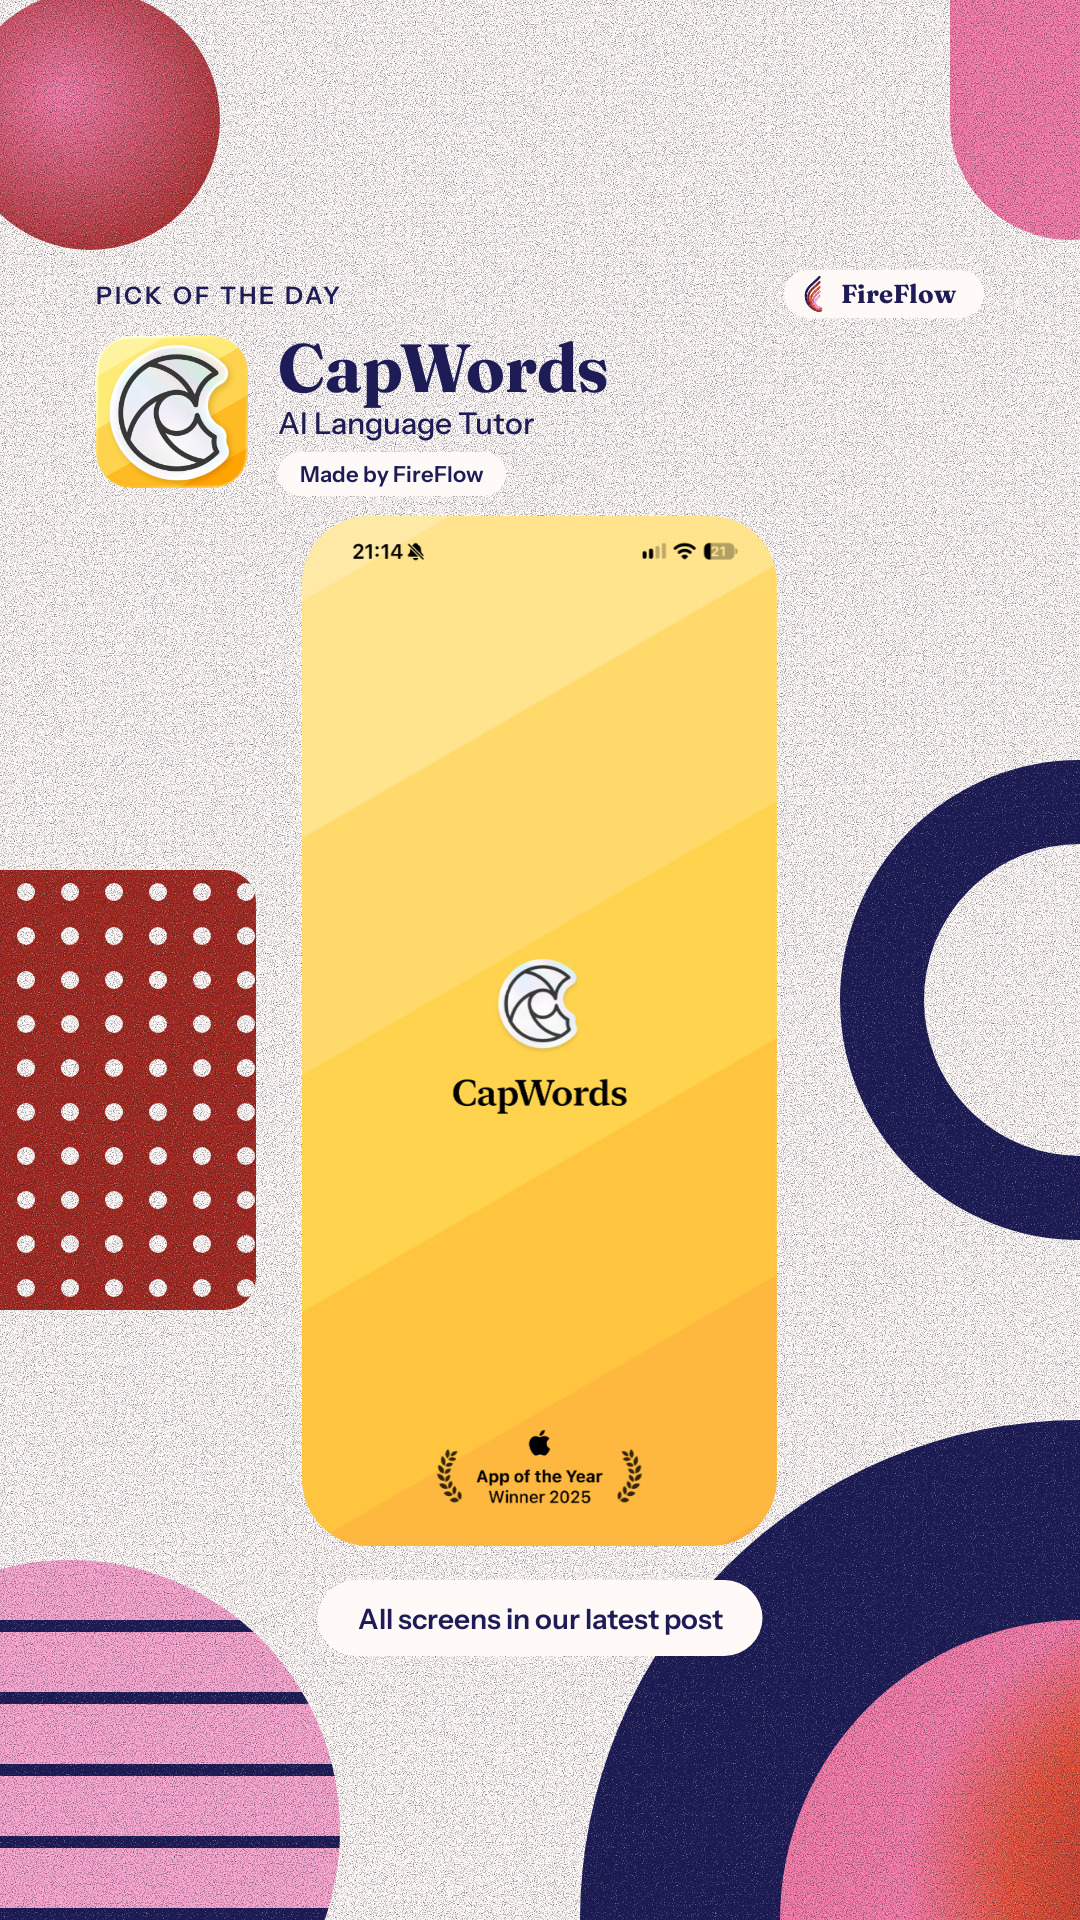 PICK OF THE DAY
FireFlow
CapWords
AI Language Tutor
Made by FireFlow
21:14
21
CapWords
App of the Year
Winner 2025
All screens in our latest post